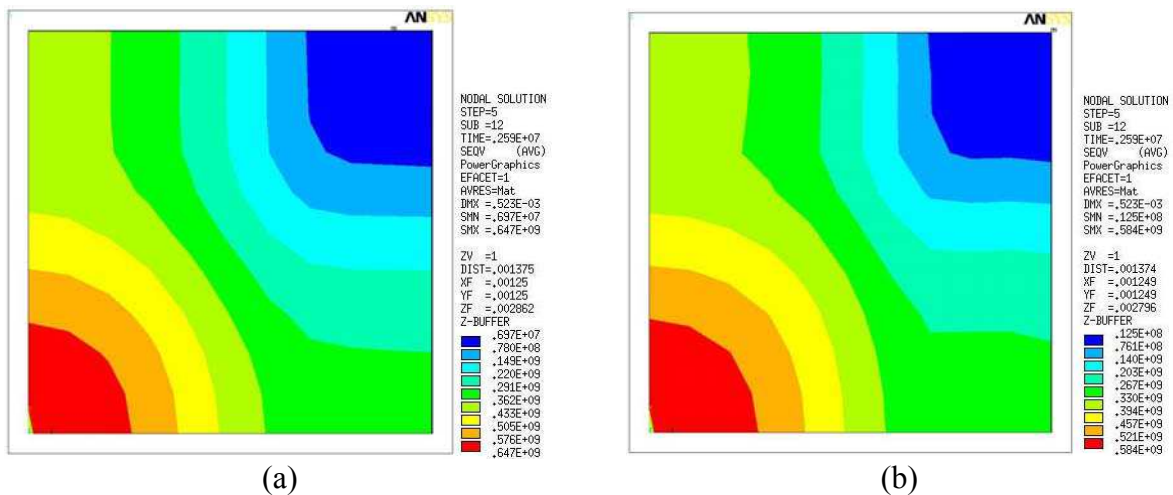 ANSYS
NODAL SOLUTION
STEP=5
SUB =12
TIME=.259E+07
SEQV (AVG)
PowerGraphics
EFACET=1
AVRES=Mat
DMX =.523E-03
SMN =.697E+07
SMX =.647E+09
ZV =1
DIST=.001375
XF =.00125
YF =.00125
ZF =.002862
Z-BUFFER
.697E+07
.780E+08
.149E+09
.220E+09
.291E+09
.362E+09
.433E+09
.505E+09
.576E+09
.647E+09
(a)
ANSYS
NODAL SOLUTION
STEP=5
SUB =12
TIME=.259E+07
SEQV (AVG)
PowerGraphics
EFACET=1
AVRES=Mat
DMX =.523E-03
SMN =.125E+08
SMX =.584E+09
ZV =1
DIST=.001374
XF =.001249
YF =.001249
ZF =.002796
Z-BUFFER
.125E+08
.761E+08
.140E+09
.203E+09
.267E+09
.330E+09
.394E+09
.457E+09
.521E+09
.584E+09
(b)